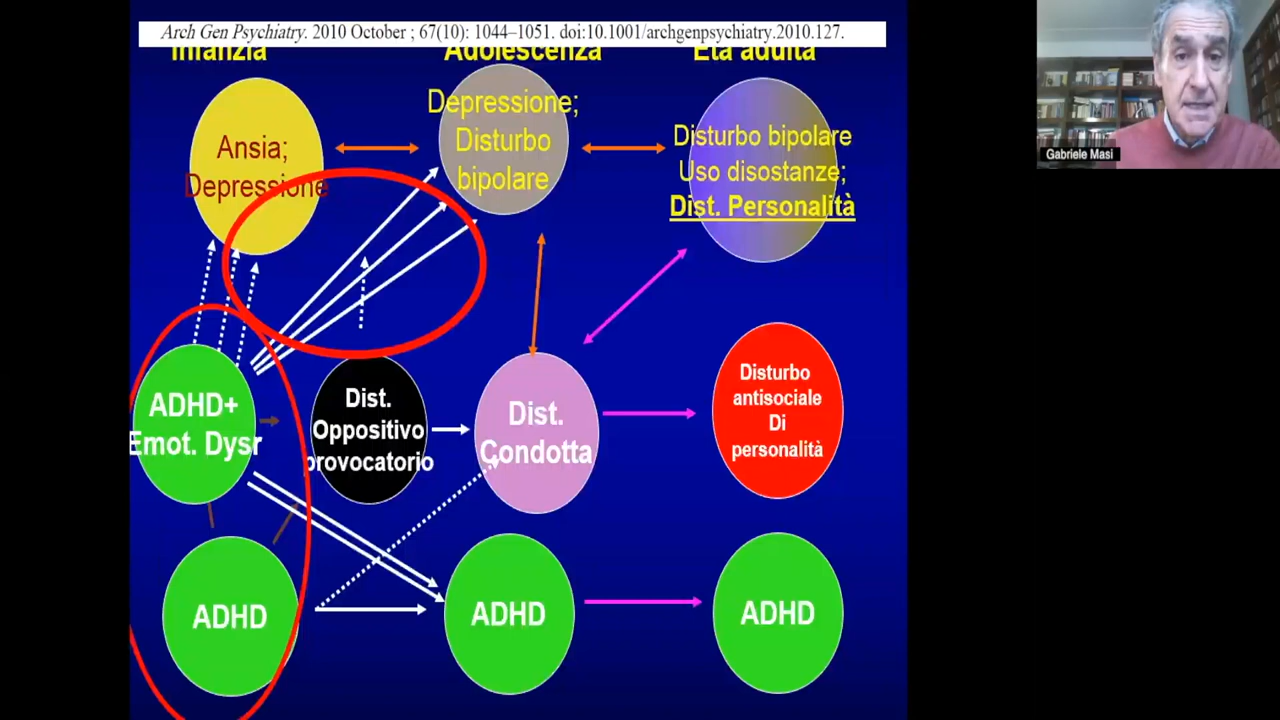 Arch Gen Psychiatry. 2010 October ; 67(10): 1044–1051. doi:10.1001/archgenpsychiatry.2010.127.
Infanzia
Adolescenza
Età adulta
Ansia;
Depressione
Depressione;
Disturbo
bipolare
Disturbo bipolare
Uso disostanze;
Dist. Personalità
ADHD+
Emot. Dysr
Dist.
Oppositivo
provocatorio
Dist.
Condotta
Disturbo
antisociale
Di
personalità
ADHD
ADHD
ADHD
Gabriele Masi